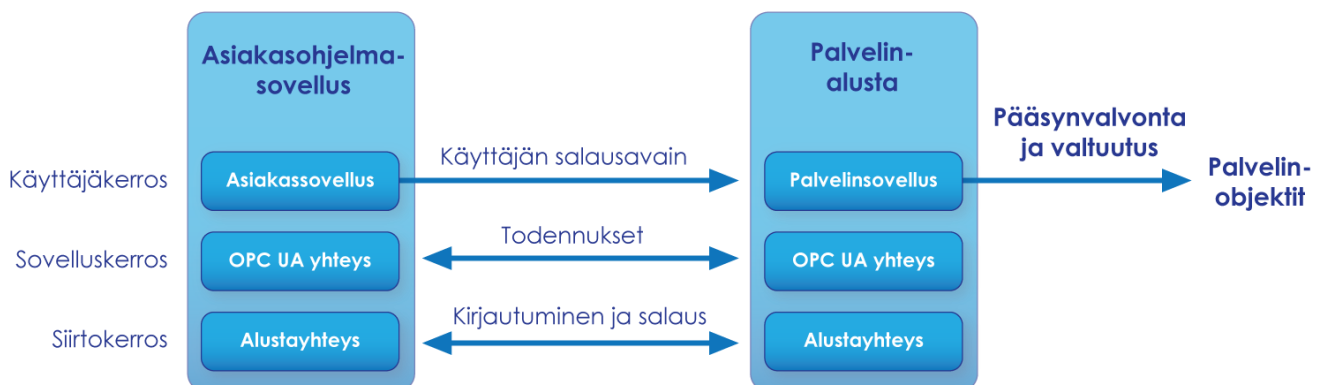 Asiakasohjelma-
sovellus
Palvelin-
alusta
Pääsynvalvonta
ja valtuutus
Käyttäjäkerros
Asiakassovellus
Käyttäjän salausavain
Palvelinsovellus
Palvelin-
objektit
Sovelluskerros
OPC UA yhteys
Todennukset
OPC UA yhteys
Siirtokerros
Alustayhteys
Kirjautuminen ja salaus
Alustayhteys